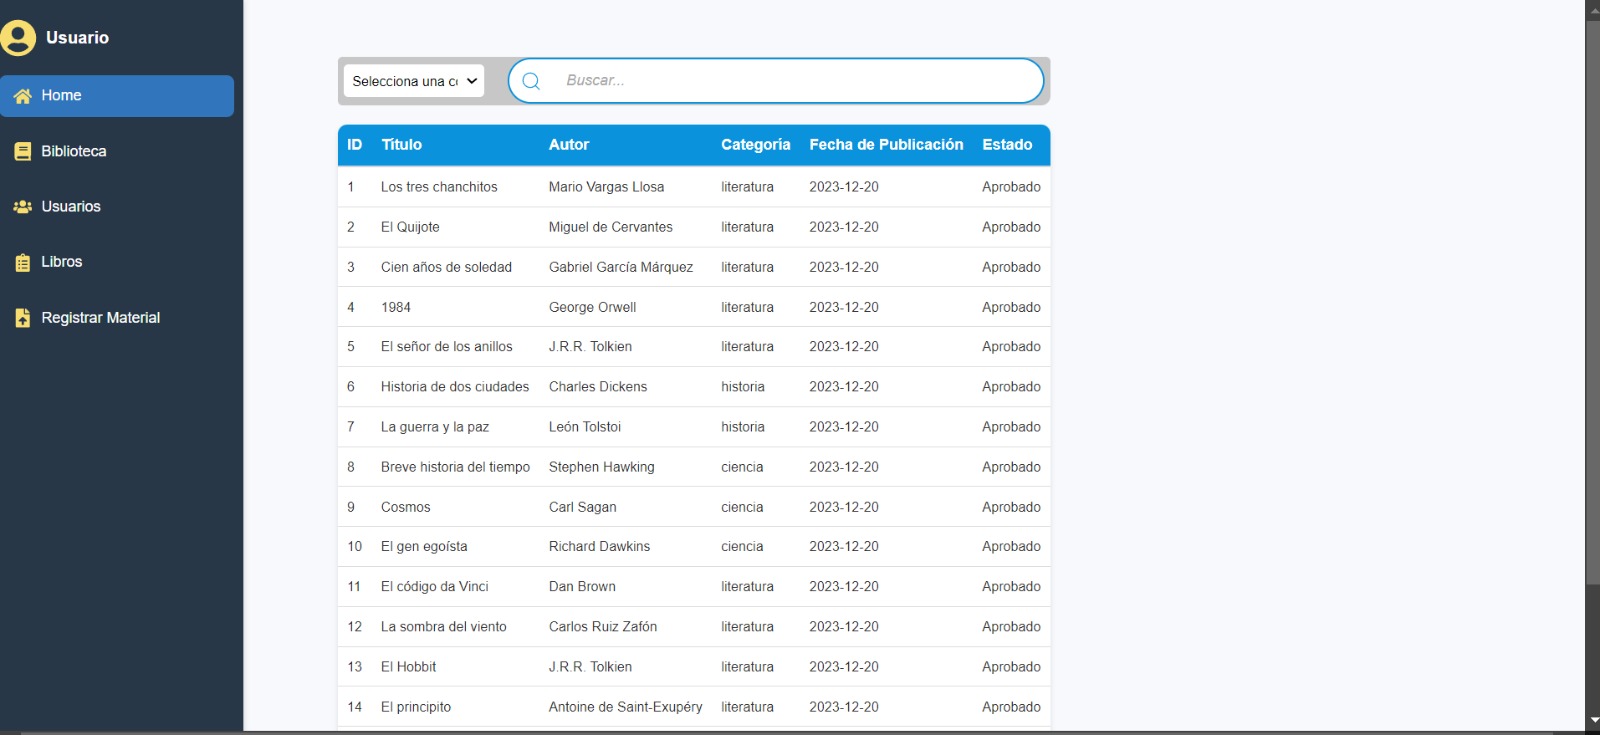 Usuario
Home
Biblioteca
Usuarios
Libros
Registrar Material
Selecciona una c
Buscar...
ID Título Autor Categoría Fecha de Publicación Estado
1 Los tres chanchitos Mario Vargas Llosa literatura 2023-12-20 Aprobado
2 El Quijote Miguel de Cervantes literatura 2023-12-20 Aprobado
3 Cien años de soledad Gabriel García Márquez literatura 2023-12-20 Aprobado
4 1984 George Orwell literatura 2023-12-20 Aprobado
5 El señor de los anillos J.R.R. Tolkien literatura 2023-12-20 Aprobado
6 Historia de dos ciudades Charles Dickens historia 2023-12-20 Aprobado
7 La guerra y la paz León Tolstoi historia 2023-12-20 Aprobado
8 Breve historia del tiempo Stephen Hawking ciencia 2023-12-20 Aprobado
9 Cosmos Carl Sagan ciencia 2023-12-20 Aprobado
10 El gen egoísta Richard Dawkins ciencia 2023-12-20 Aprobado
11 El código da Vinci Dan Brown literatura 2023-12-20 Aprobado
12 La sombra del viento Carlos Ruiz Zafón literatura 2023-12-20 Aprobado
13 El Hobbit J.R.R. Tolkien literatura 2023-12-20 Aprobado
14 El principito Antoine de Saint-Exupéry literatura 2023-12-20 Aprobado